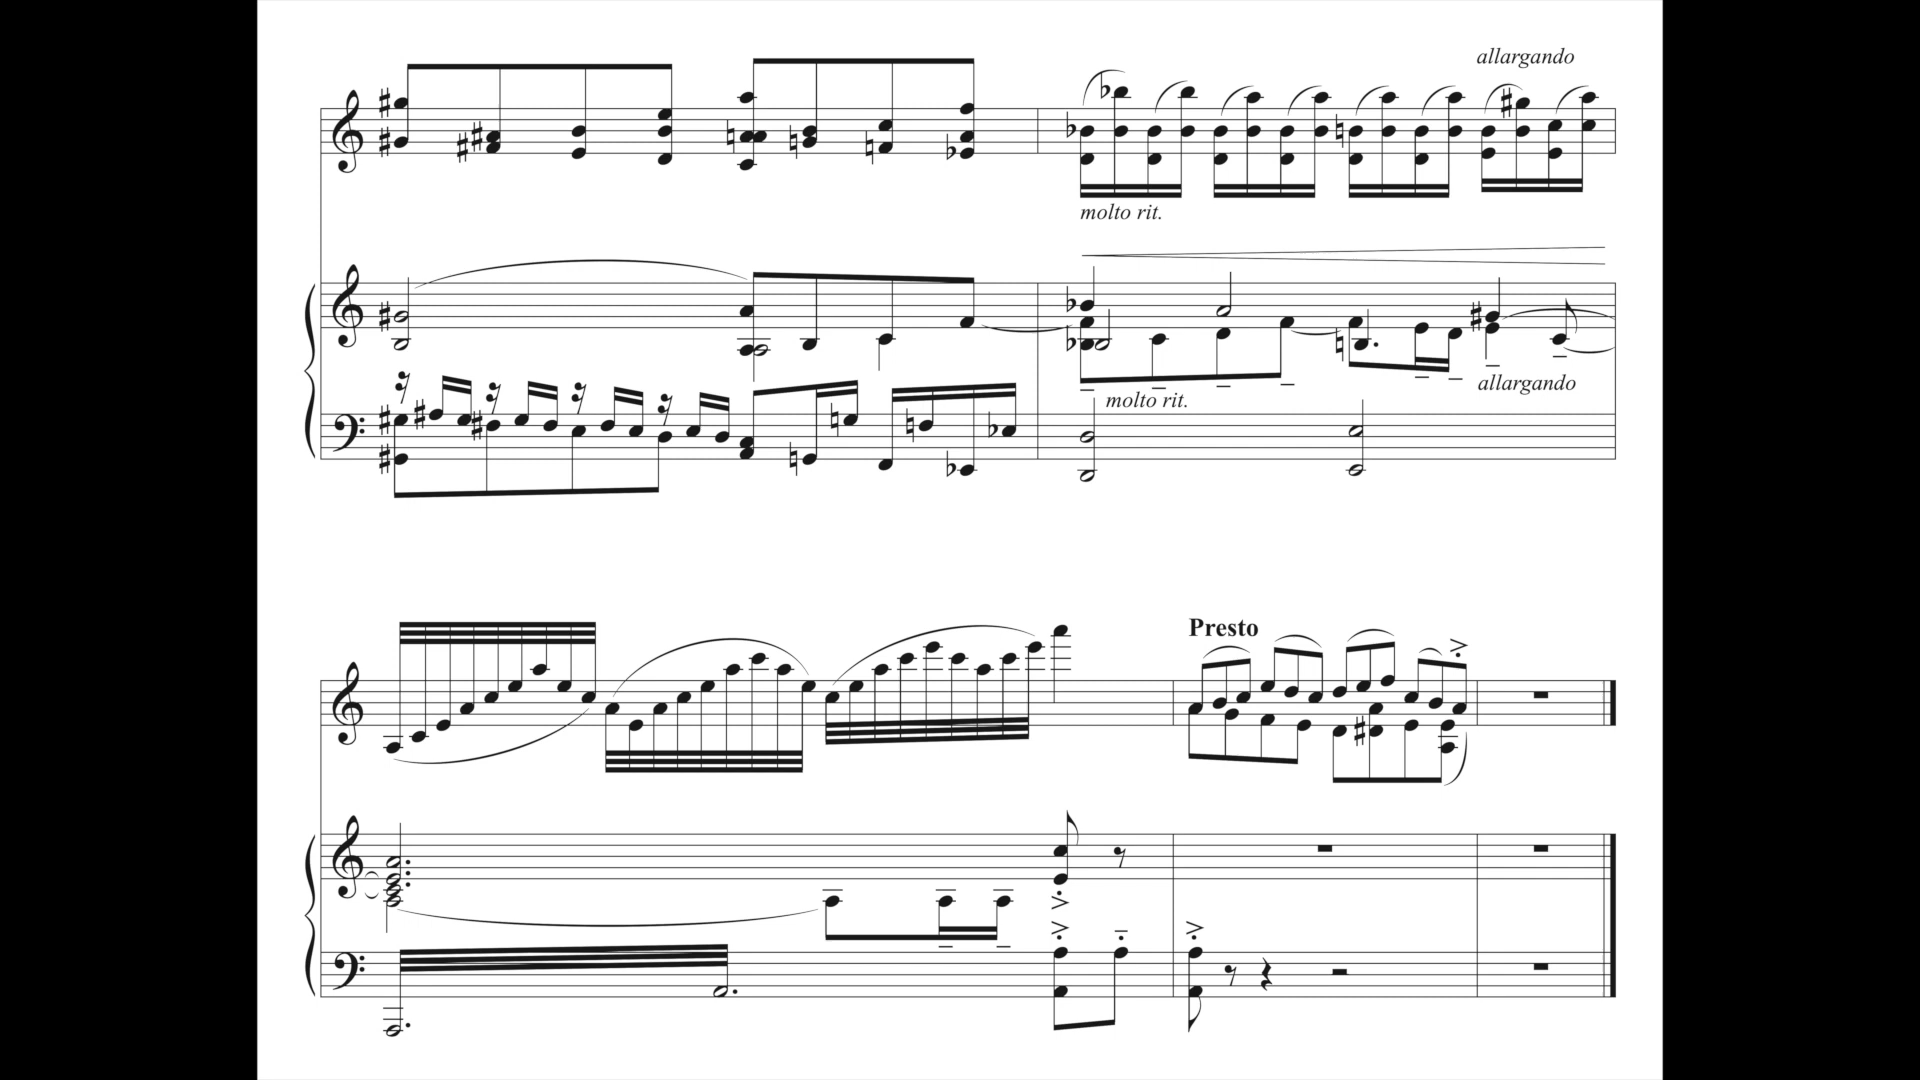 allargando
molto rit.
allargando
molto rit.
Presto